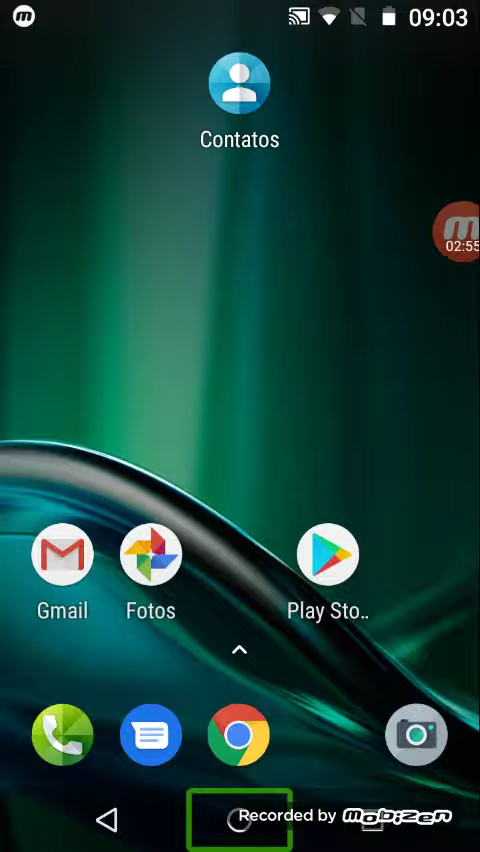 09:03
Contatos
02:55
Gmail
Fotos
Play Sto..
Recorded by mobizen